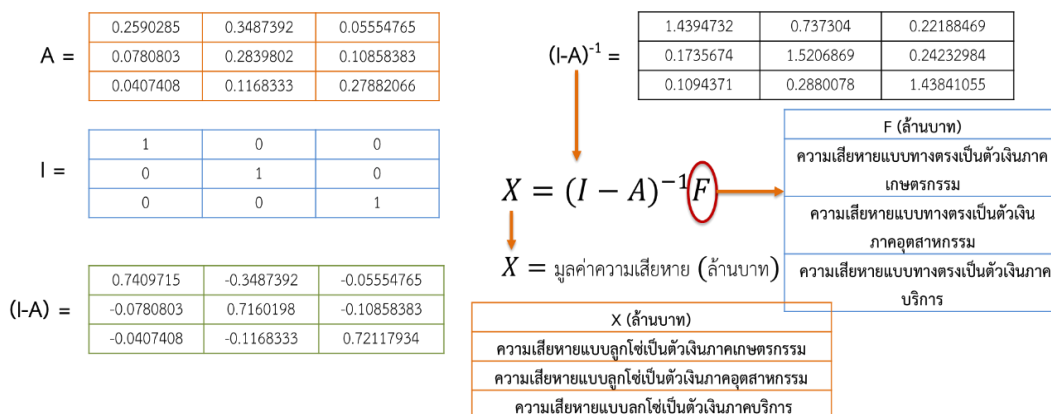 A =
0.2590285 0.3487392 0.05554765
0.0780803 0.2839802 0.10858383
0.0407408 0.1168333 0.27882066
I =
1 0 0
0 1 0
0 0 1
(I-A) =
0.7409715 -0.3487392 -0.05554765
-0.0780803 0.7160198 -0.10858383
-0.0407408 -0.1168333 0.72117934
(I-A)⁻¹ =
1.4394732 0.737304 0.22188469
0.1735674 1.5206869 0.24232984
0.1094371 0.2880078 1.43841055
X = (I − A)⁻¹F
X = มูลค่าความเสียหาย (ล้านบาท)
F (ล้านบาท)
ความเสียหายแบบทางตรงเป็นตัวเงินภาค
เกษตรกรรม
ความเสียหายแบบทางตรงเป็นตัวเงิน
ภาคอุตสาหกรรม
ความเสียหายแบบทางตรงเป็นตัวเงินภาค
บริการ
X (ล้านบาท)
ความเสียหายแบบลูกโซ่เป็นตัวเงินภาคเกษตรกรรม
ความเสียหายแบบลูกโซ่เป็นตัวเงินภาคอุตสาหกรรม
ความเสียหายแบบลูกโซ่เป็นตัวเงินภาคบริการ